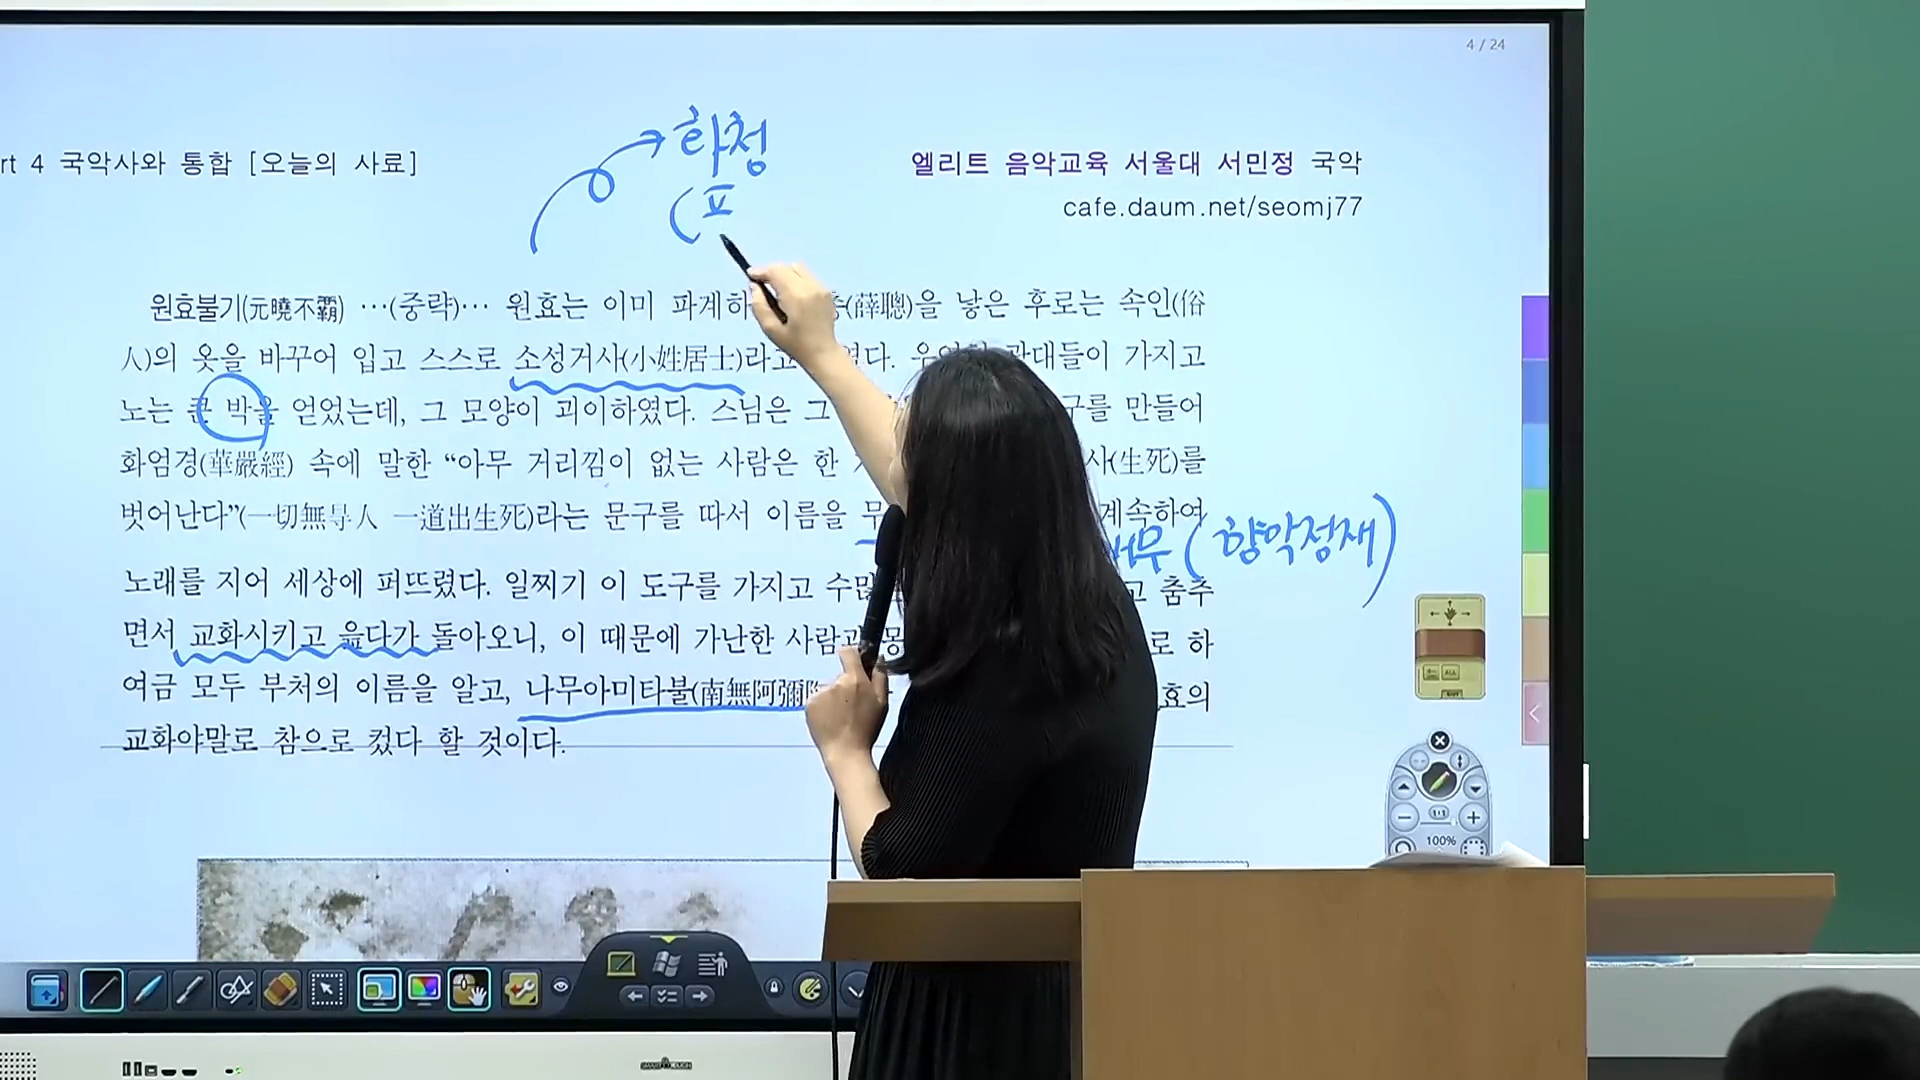 4 / 24
하청
rt 4 국악사와 통합 [오늘의 사료]
엘리트 음악교육 서울대 서민정 국악
(표
cafe.daum.net/seomj77
원효불기(元曉不覊) …(중략)… 원효는 이미 파계하 (薛聰)을 낳은 후로는 속인(俗
人)의 옷을 바꾸어 입고 스스로 소성거사(小姓居士)라고 였다. 관대들이 가지고
노는 큰 박을 얻었는데, 그 모양이 괴이하였다. 스님은 그 구를 만들어
화엄경(華嚴經) 속에 말한 “아무 거리낌이 없는 사람은 한 사(生死)를
벗어난다”(一切無㝵人 一道出生死)라는 문구를 따서 이름을 무 계속하여
무 (향악정재)
노래를 지어 세상에 퍼뜨렸다. 일찌기 이 도구를 가지고 수많 고 춤추
면서 교화시키고 읊다가 돌아오니, 이 때문에 가난한 사람과 몽 로 하
여금 모두 부처의 이름을 알고, 나무아미타불(南無阿彌 효의
교화야말로 참으로 컸다 할 것이다.
100%